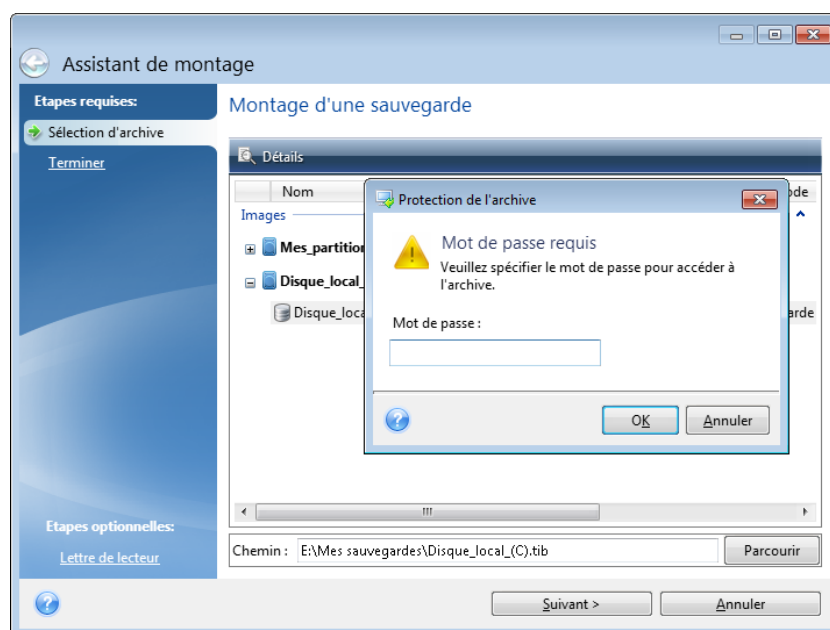 Assistant de montage
Etapes requises:
Sélection d'archive
Terminer
Montage d'une sauvegarde
Détails
Nom
Images
Mes_partition
Disque_local_
Disque_loca
Protection de l'archive
Mot de passe requis
Veuillez spécifier le mot de passe pour accéder à
l'archive.
Mot de passe :
OK
Annuler
ode
arde
Etapes optionnelles:
Lettre de lecteur
Chemin : E:\Mes sauvegardes\Disque_local_(C).tib
Parcourir
Suivant >
Annuler